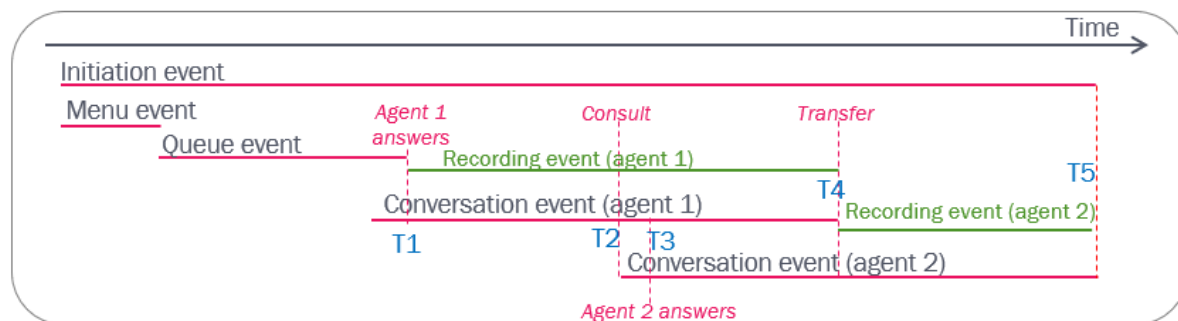 Time
Initiation event
Menu event
Agent 1
answers
Consult
Transfer
Queue event
Recording event (agent 1)
T4
T5
Conversation event (agent 1)
Recording event (agent 2)
T1
T2
T3
Conversation event (agent 2)
Agent 2 answers